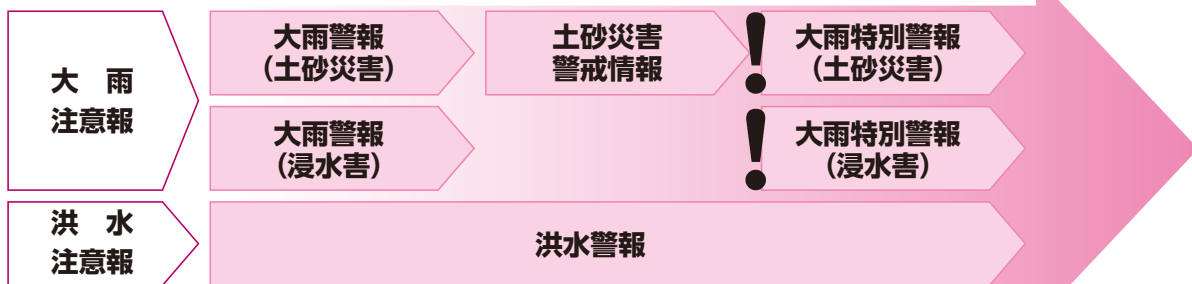 大　雨
注意報
大雨警報
（土砂災害）
土砂災害
警戒情報
!
大雨特別警報
（土砂災害）
大雨警報
（浸水害）
!
大雨特別警報
（浸水害）
洪　水
注意報
洪水警報